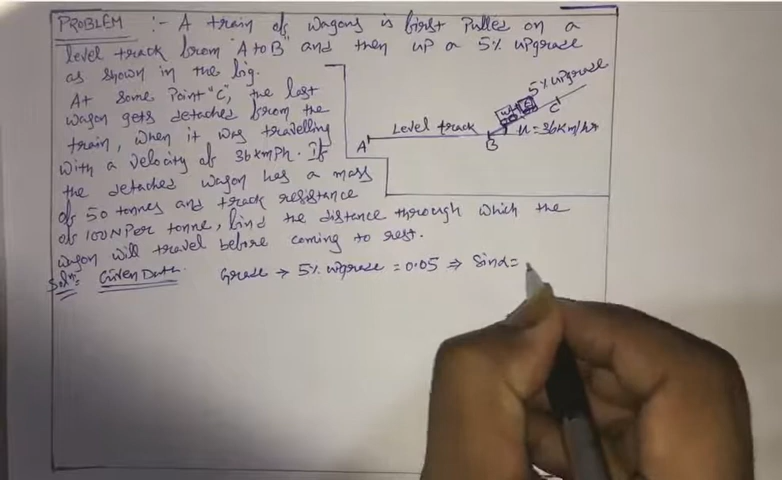 PROBLEM :- A train of wagons is first pulled on a
level track from "A to B" and then up a 5% upgrade
as shown in the fig.
At some Point "C", the last
wagon gets detached from the
train, when it was travelling
with a velocity of 36kmPh. If
the detached wagon has a mass
of 50 tonnes and track resistance
of 100N Per tonne, find the distance through which the
wagon will travel before coming to rest.
5% upgrade
C
Level track
u = 36Km/hr
A
B
Soln:- Given Data. Grade → 5% upgrade = 0.05 ⇒ Sinα =